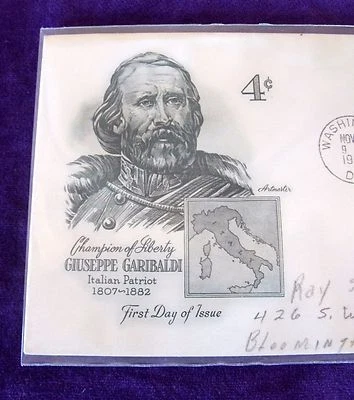 4¢
Artmaster
WASHIN
NOV
9
19
D
Champion of Liberty
GIUSEPPE GARIBALDI
Italian Patriot
1807~1882
First Day of Issue
Ray
426 S. W
Bloomingt